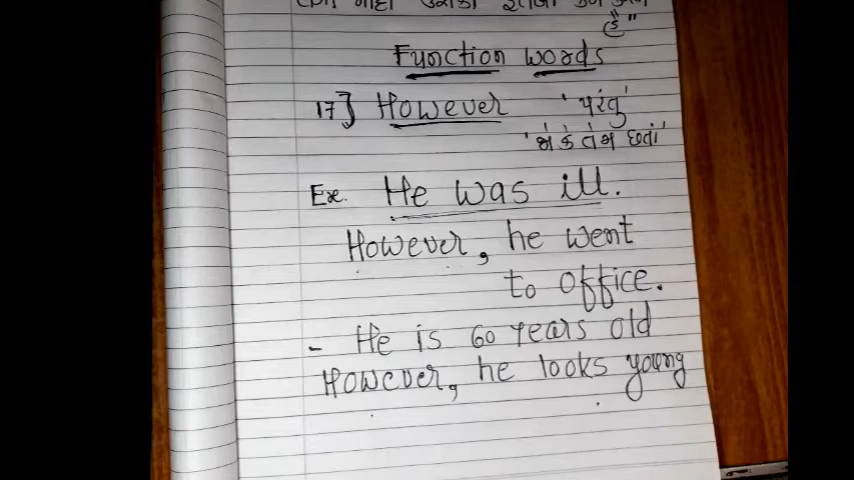 है"
Function words
17] However 'પરંતુ'
'જો કે તેમ છતાં'
Ex. He was ill.
However, he went
to office.
- He is 60 years old
However, he looks young